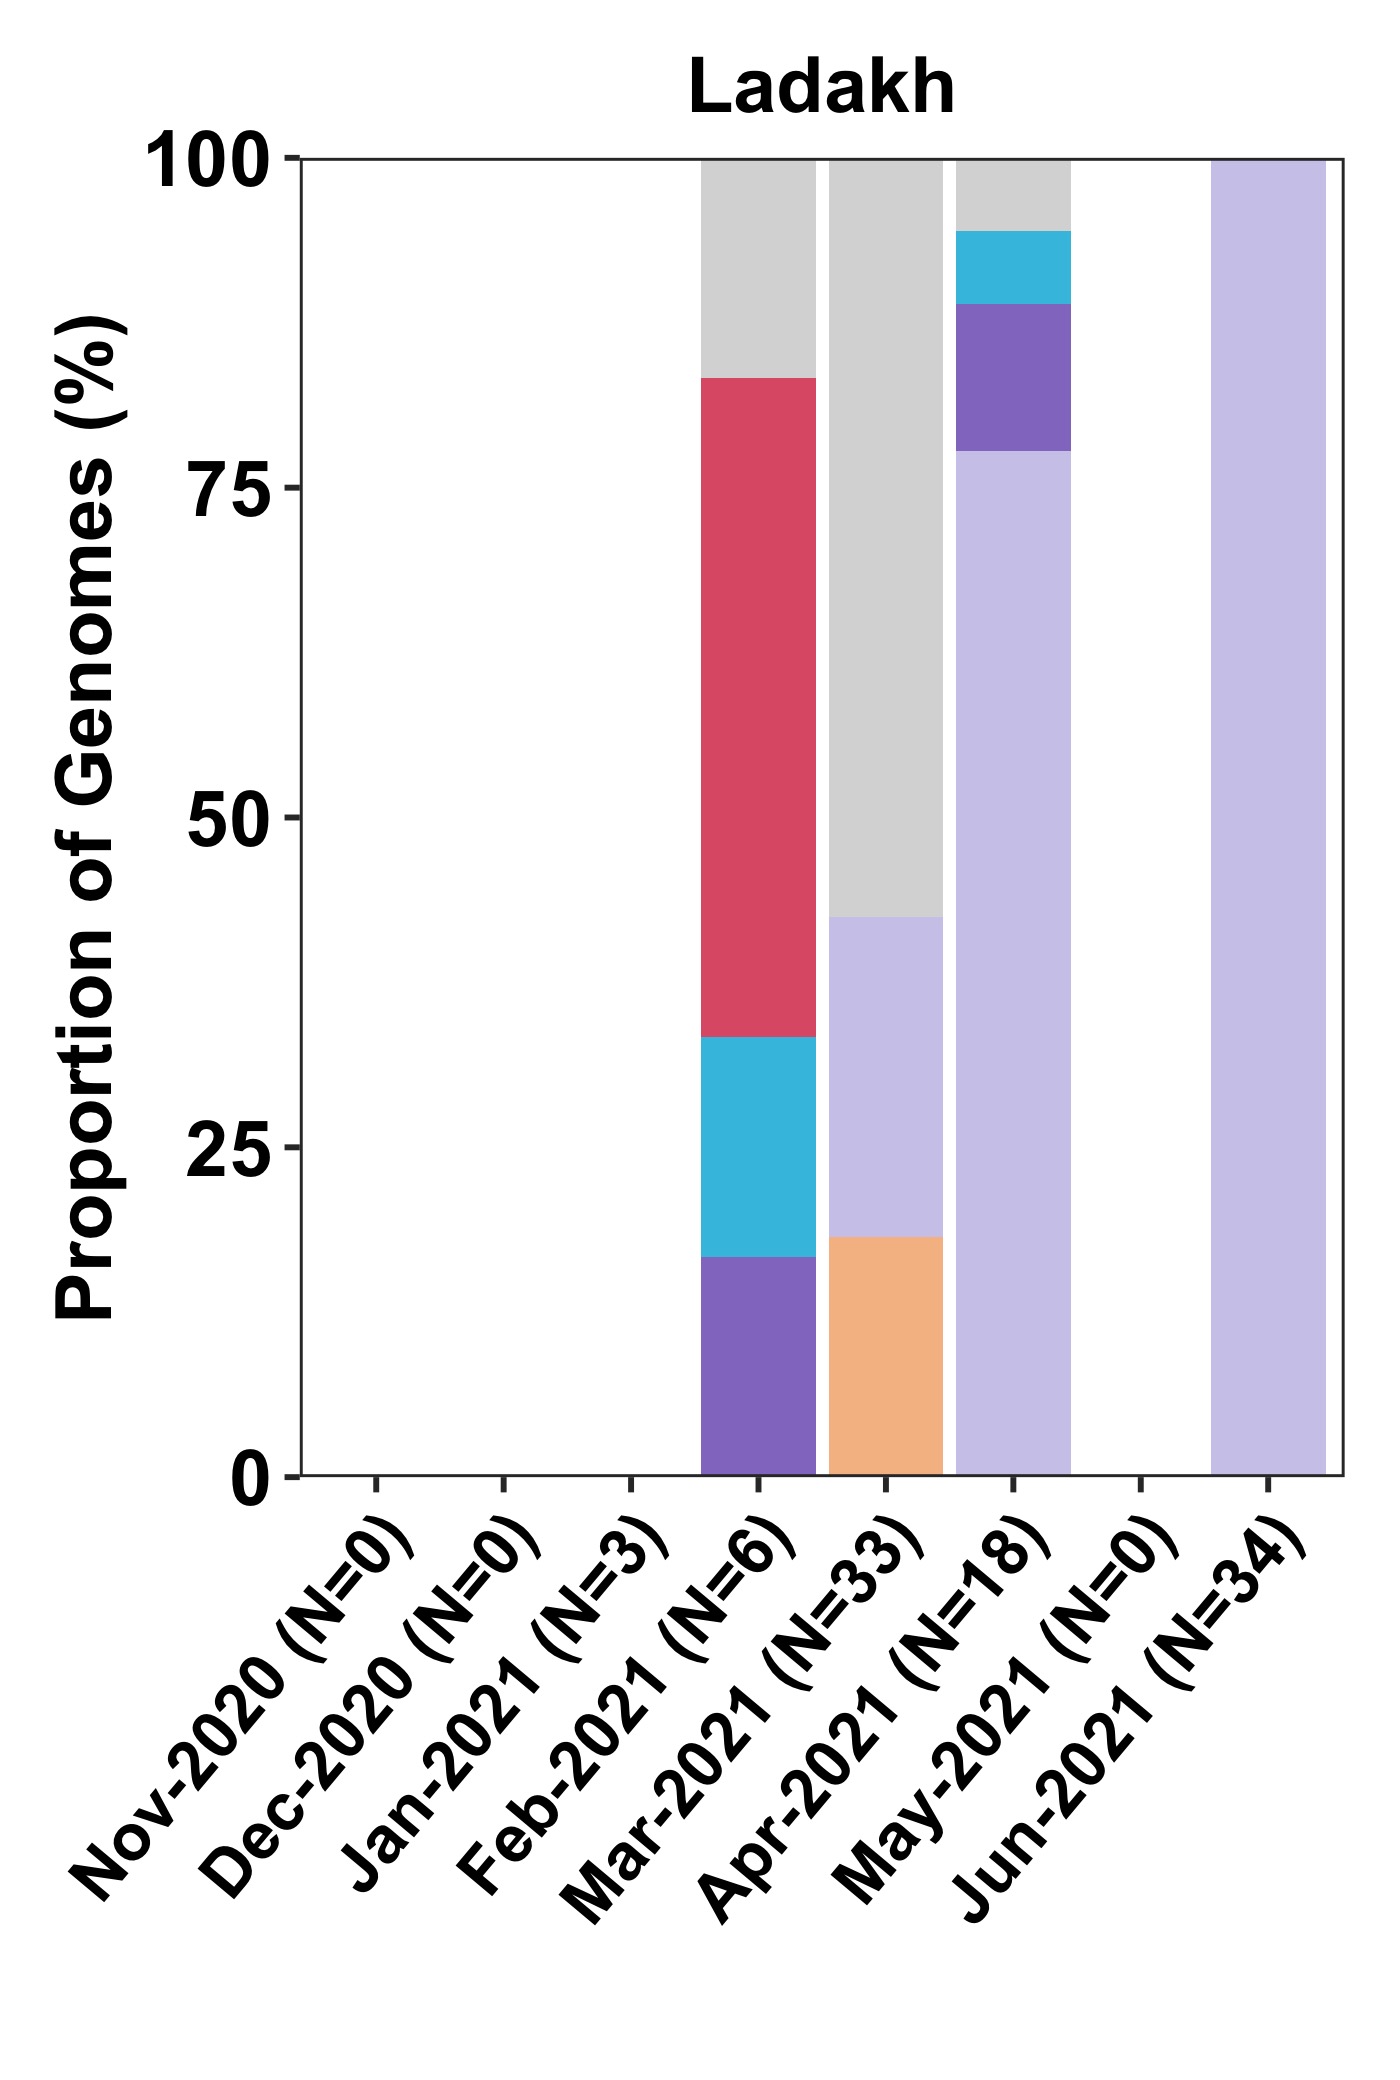 Ladakh
Proportion of Genomes (%)
100
75
50
25
0
Nov-2020 (N=0)
Dec-2020 (N=0)
Jan-2021 (N=3)
Feb-2021 (N=6)
Mar-2021 (N=33)
Apr-2021 (N=18)
May-2021 (N=0)
Jun-2021 (N=34)